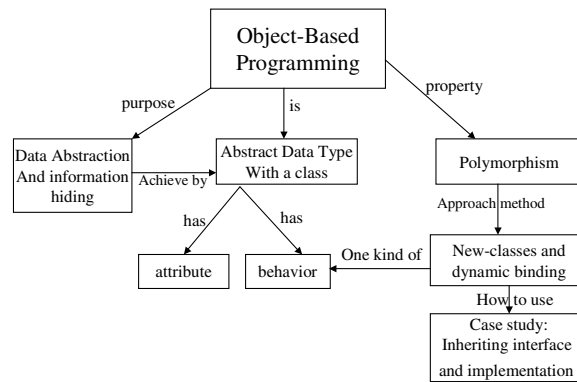 Object-Based
Programming
purpose
is
property
Data Abstraction
And information
hiding
Achieve by
Abstract Data Type
With a class
Polymorphism
has
has
Approach method
attribute
behavior
One kind of
New-classes and
dynamic binding
How to use
Case study:
Inheriting interface
and implementation